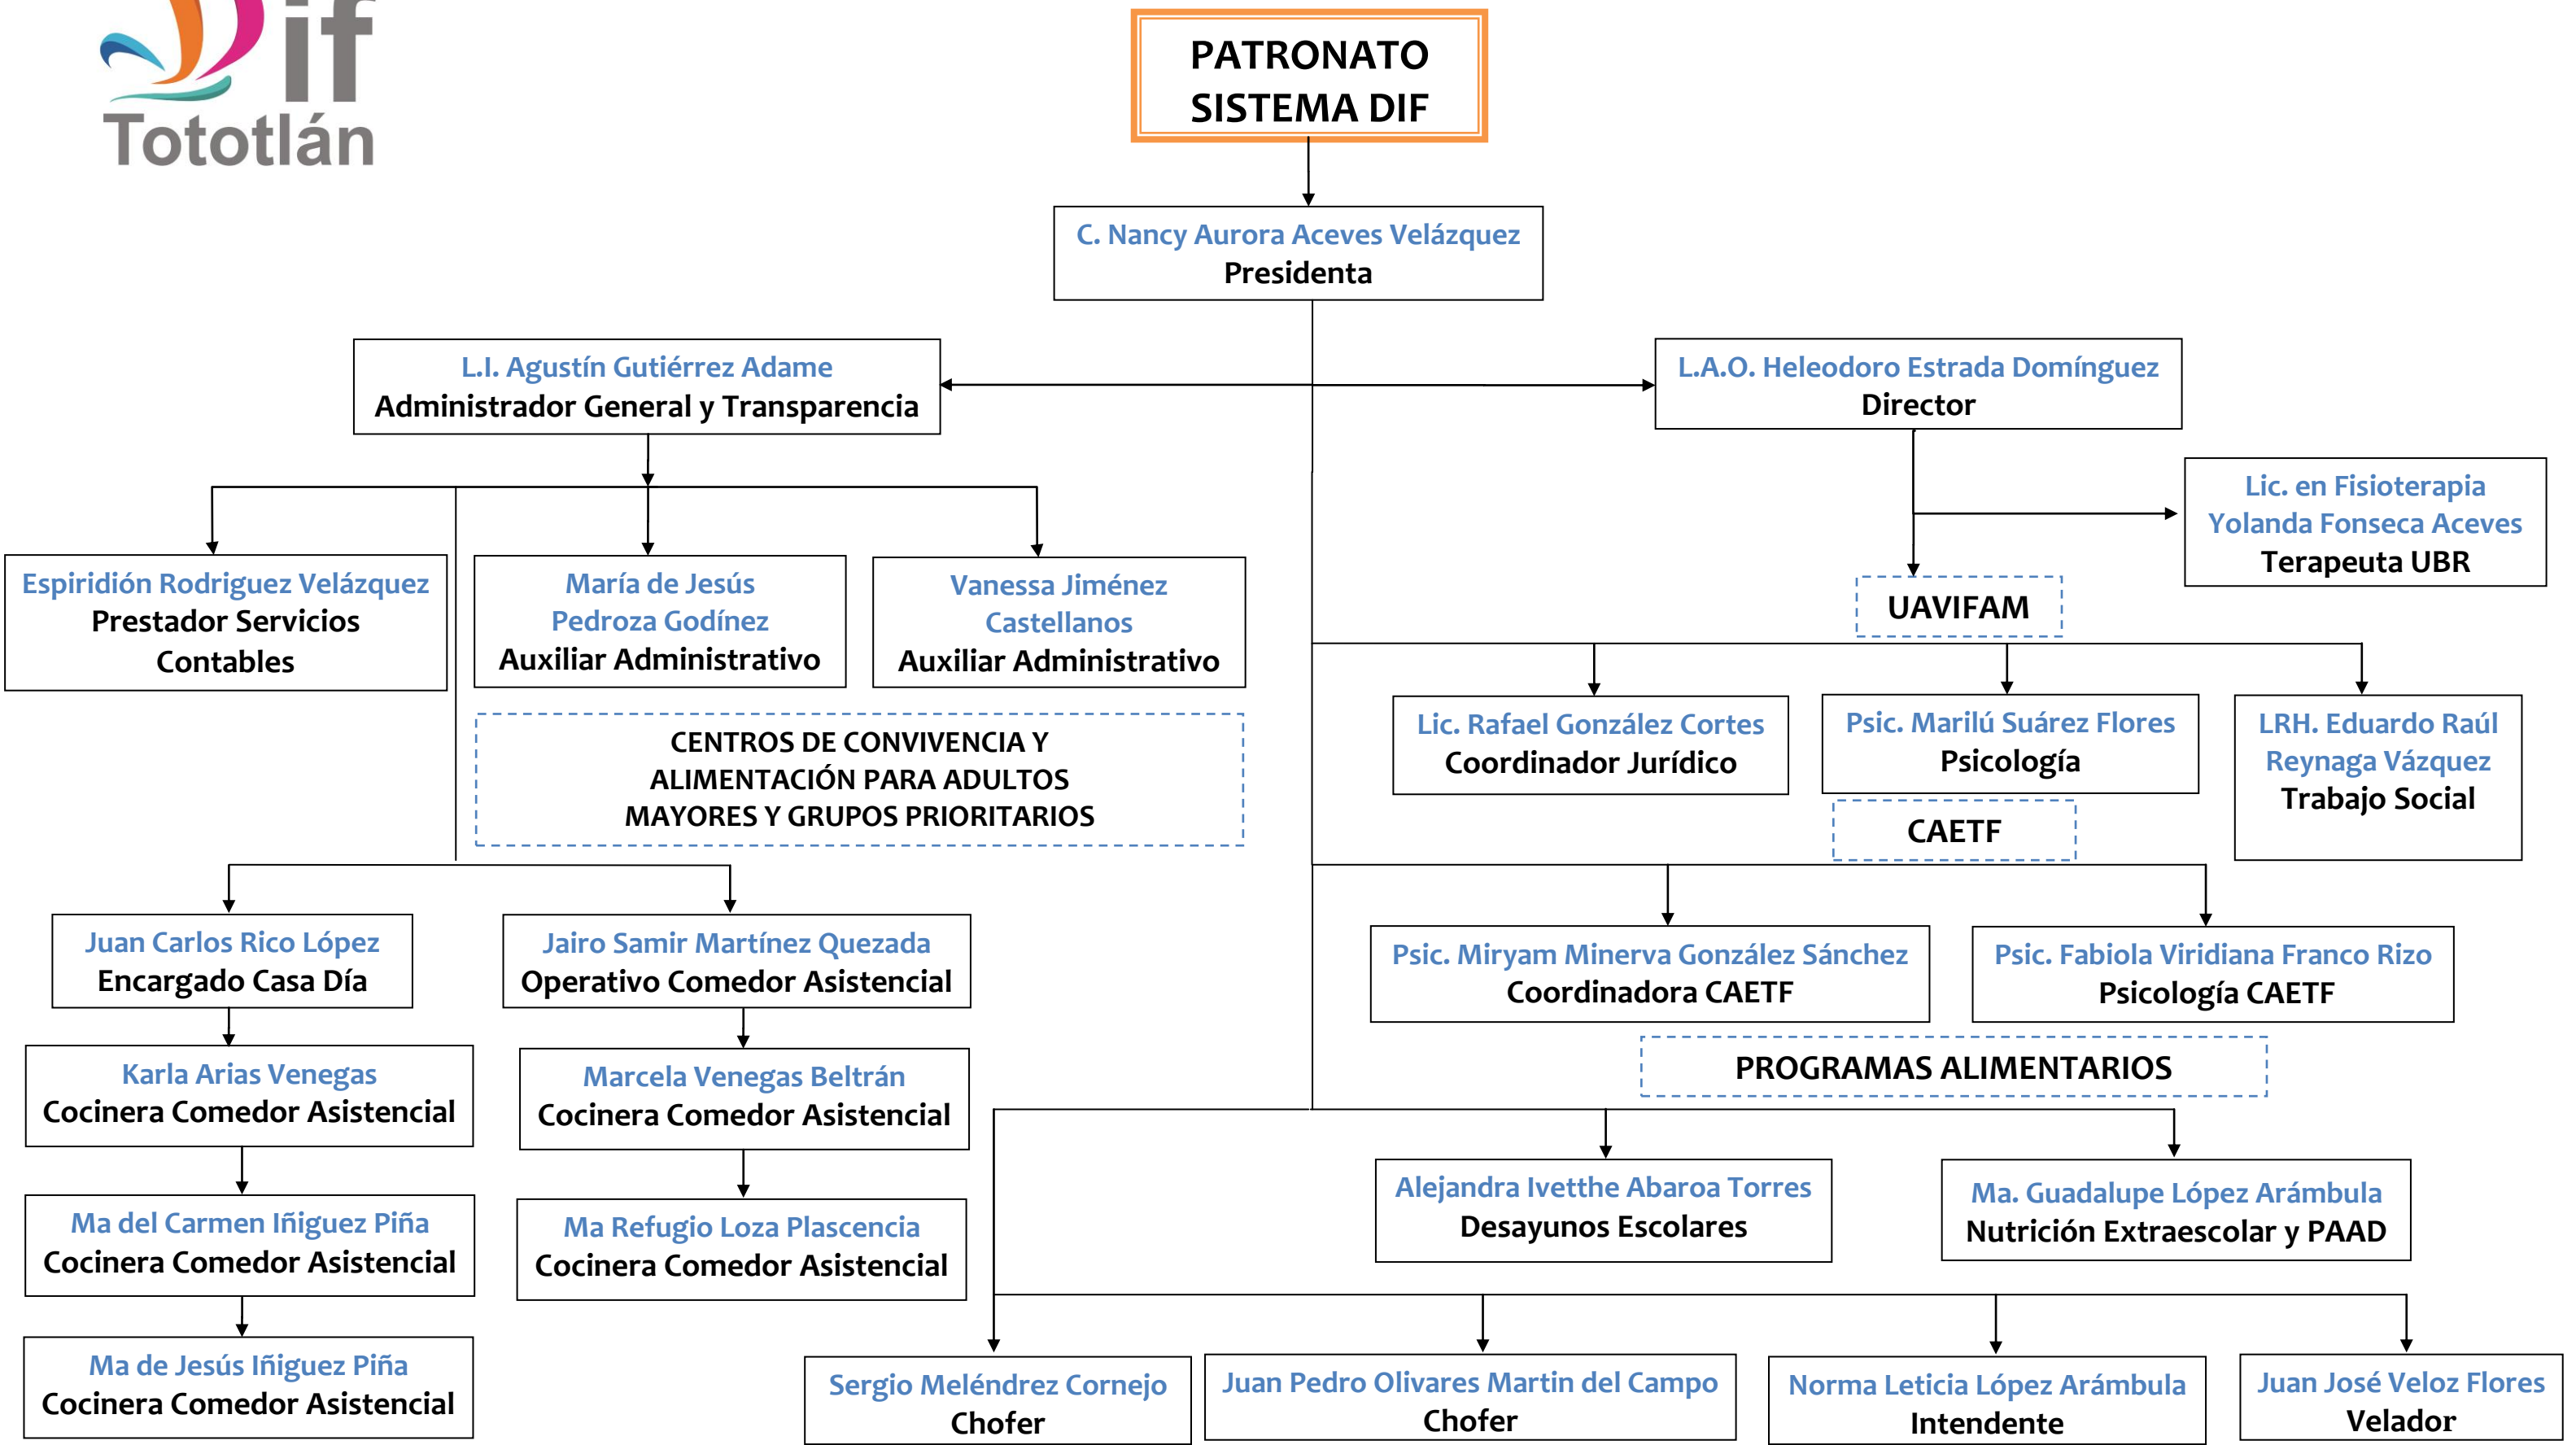 Dif
Tototlán
PATRONATO
SISTEMA DIF
C. Nancy Aurora Aceves Velázquez
Presidenta
L.I. Agustín Gutiérrez Adame
Administrador General y Transparencia
L.A.O. Heleodoro Estrada Domínguez
Director
Lic. en Fisioterapia
Yolanda Fonseca Aceves
Terapeuta UBR
Espiridión Rodriguez Velázquez
Prestador Servicios
Contables
María de Jesús
Pedroza Godínez
Auxiliar Administrativo
Vanessa Jiménez
Castellanos
Auxiliar Administrativo
UAVIFAM
Lic. Rafael González Cortes
Coordinador Jurídico
Psic. Marilú Suárez Flores
Psicología
LRH. Eduardo Raúl
Reynaga Vázquez
Trabajo Social
CENTROS DE CONVIVENCIA Y
ALIMENTACIÓN PARA ADULTOS
MAYORES Y GRUPOS PRIORITARIOS
CAETF
Juan Carlos Rico López
Encargado Casa Día
Jairo Samir Martínez Quezada
Operativo Comedor Asistencial
Psic. Miryam Minerva González Sánchez
Coordinadora CAETF
Psic. Fabiola Viridiana Franco Rizo
Psicología CAETF
Karla Arias Venegas
Cocinera Comedor Asistencial
Marcela Venegas Beltrán
Cocinera Comedor Asistencial
PROGRAMAS ALIMENTARIOS
Ma del Carmen Iñiguez Piña
Cocinera Comedor Asistencial
Ma Refugio Loza Plascencia
Cocinera Comedor Asistencial
Alejandra Ivetthe Abaroa Torres
Desayunos Escolares
Ma. Guadalupe López Arámbula
Nutrición Extraescolar y PAAD
Ma de Jesús Iñiguez Piña
Cocinera Comedor Asistencial
Sergio Meléndrez Cornejo
Chofer
Juan Pedro Olivares Martin del Campo
Chofer
Norma Leticia López Arámbula
Intendente
Juan José Veloz Flores
Velador